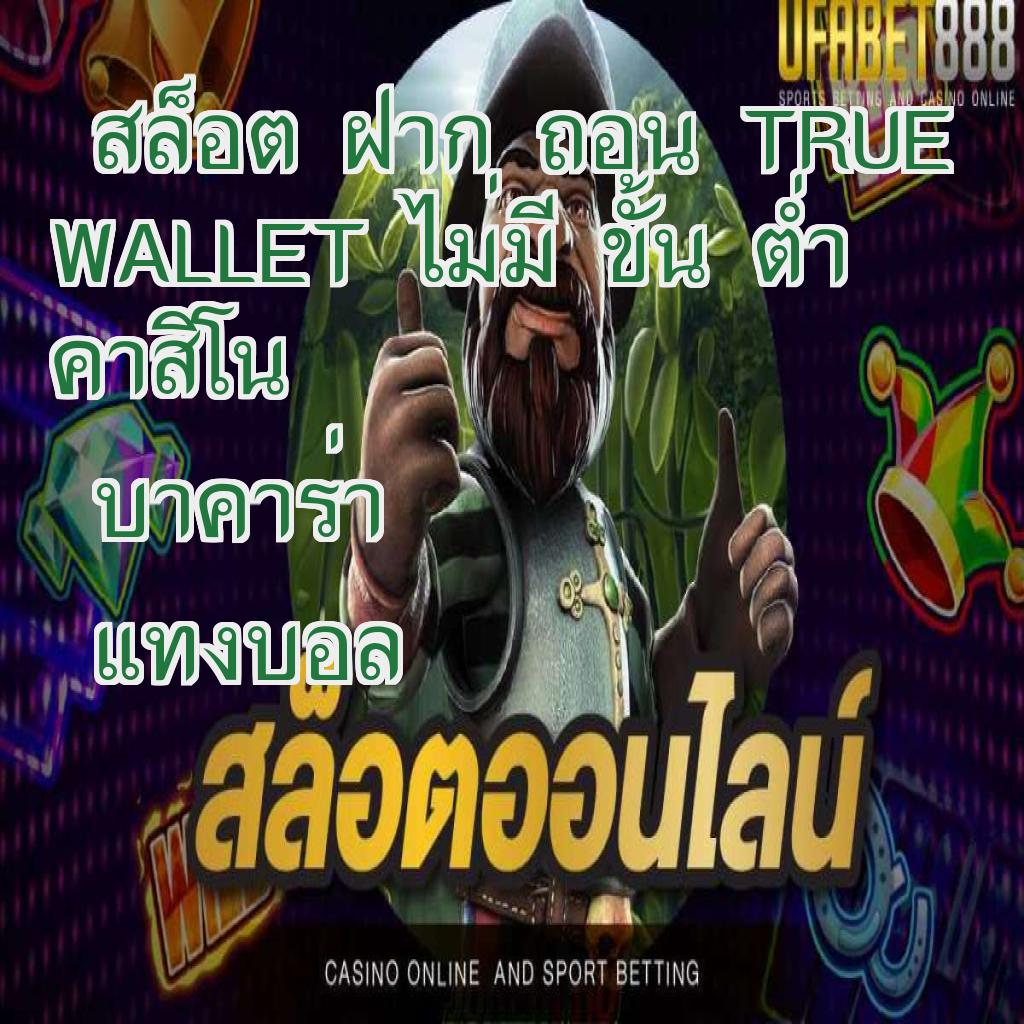 UFABET888
SPORTS BETTING AND CASINO ONLINE
สล็อต ฝาก ถอน TRUE
WALLET ไม่มี ขั้น ต่ำ
คาสิโน
บาคาร่า
แทงบอล
สล็อตออนไลน์
CASINO ONLINE AND SPORT BETTING